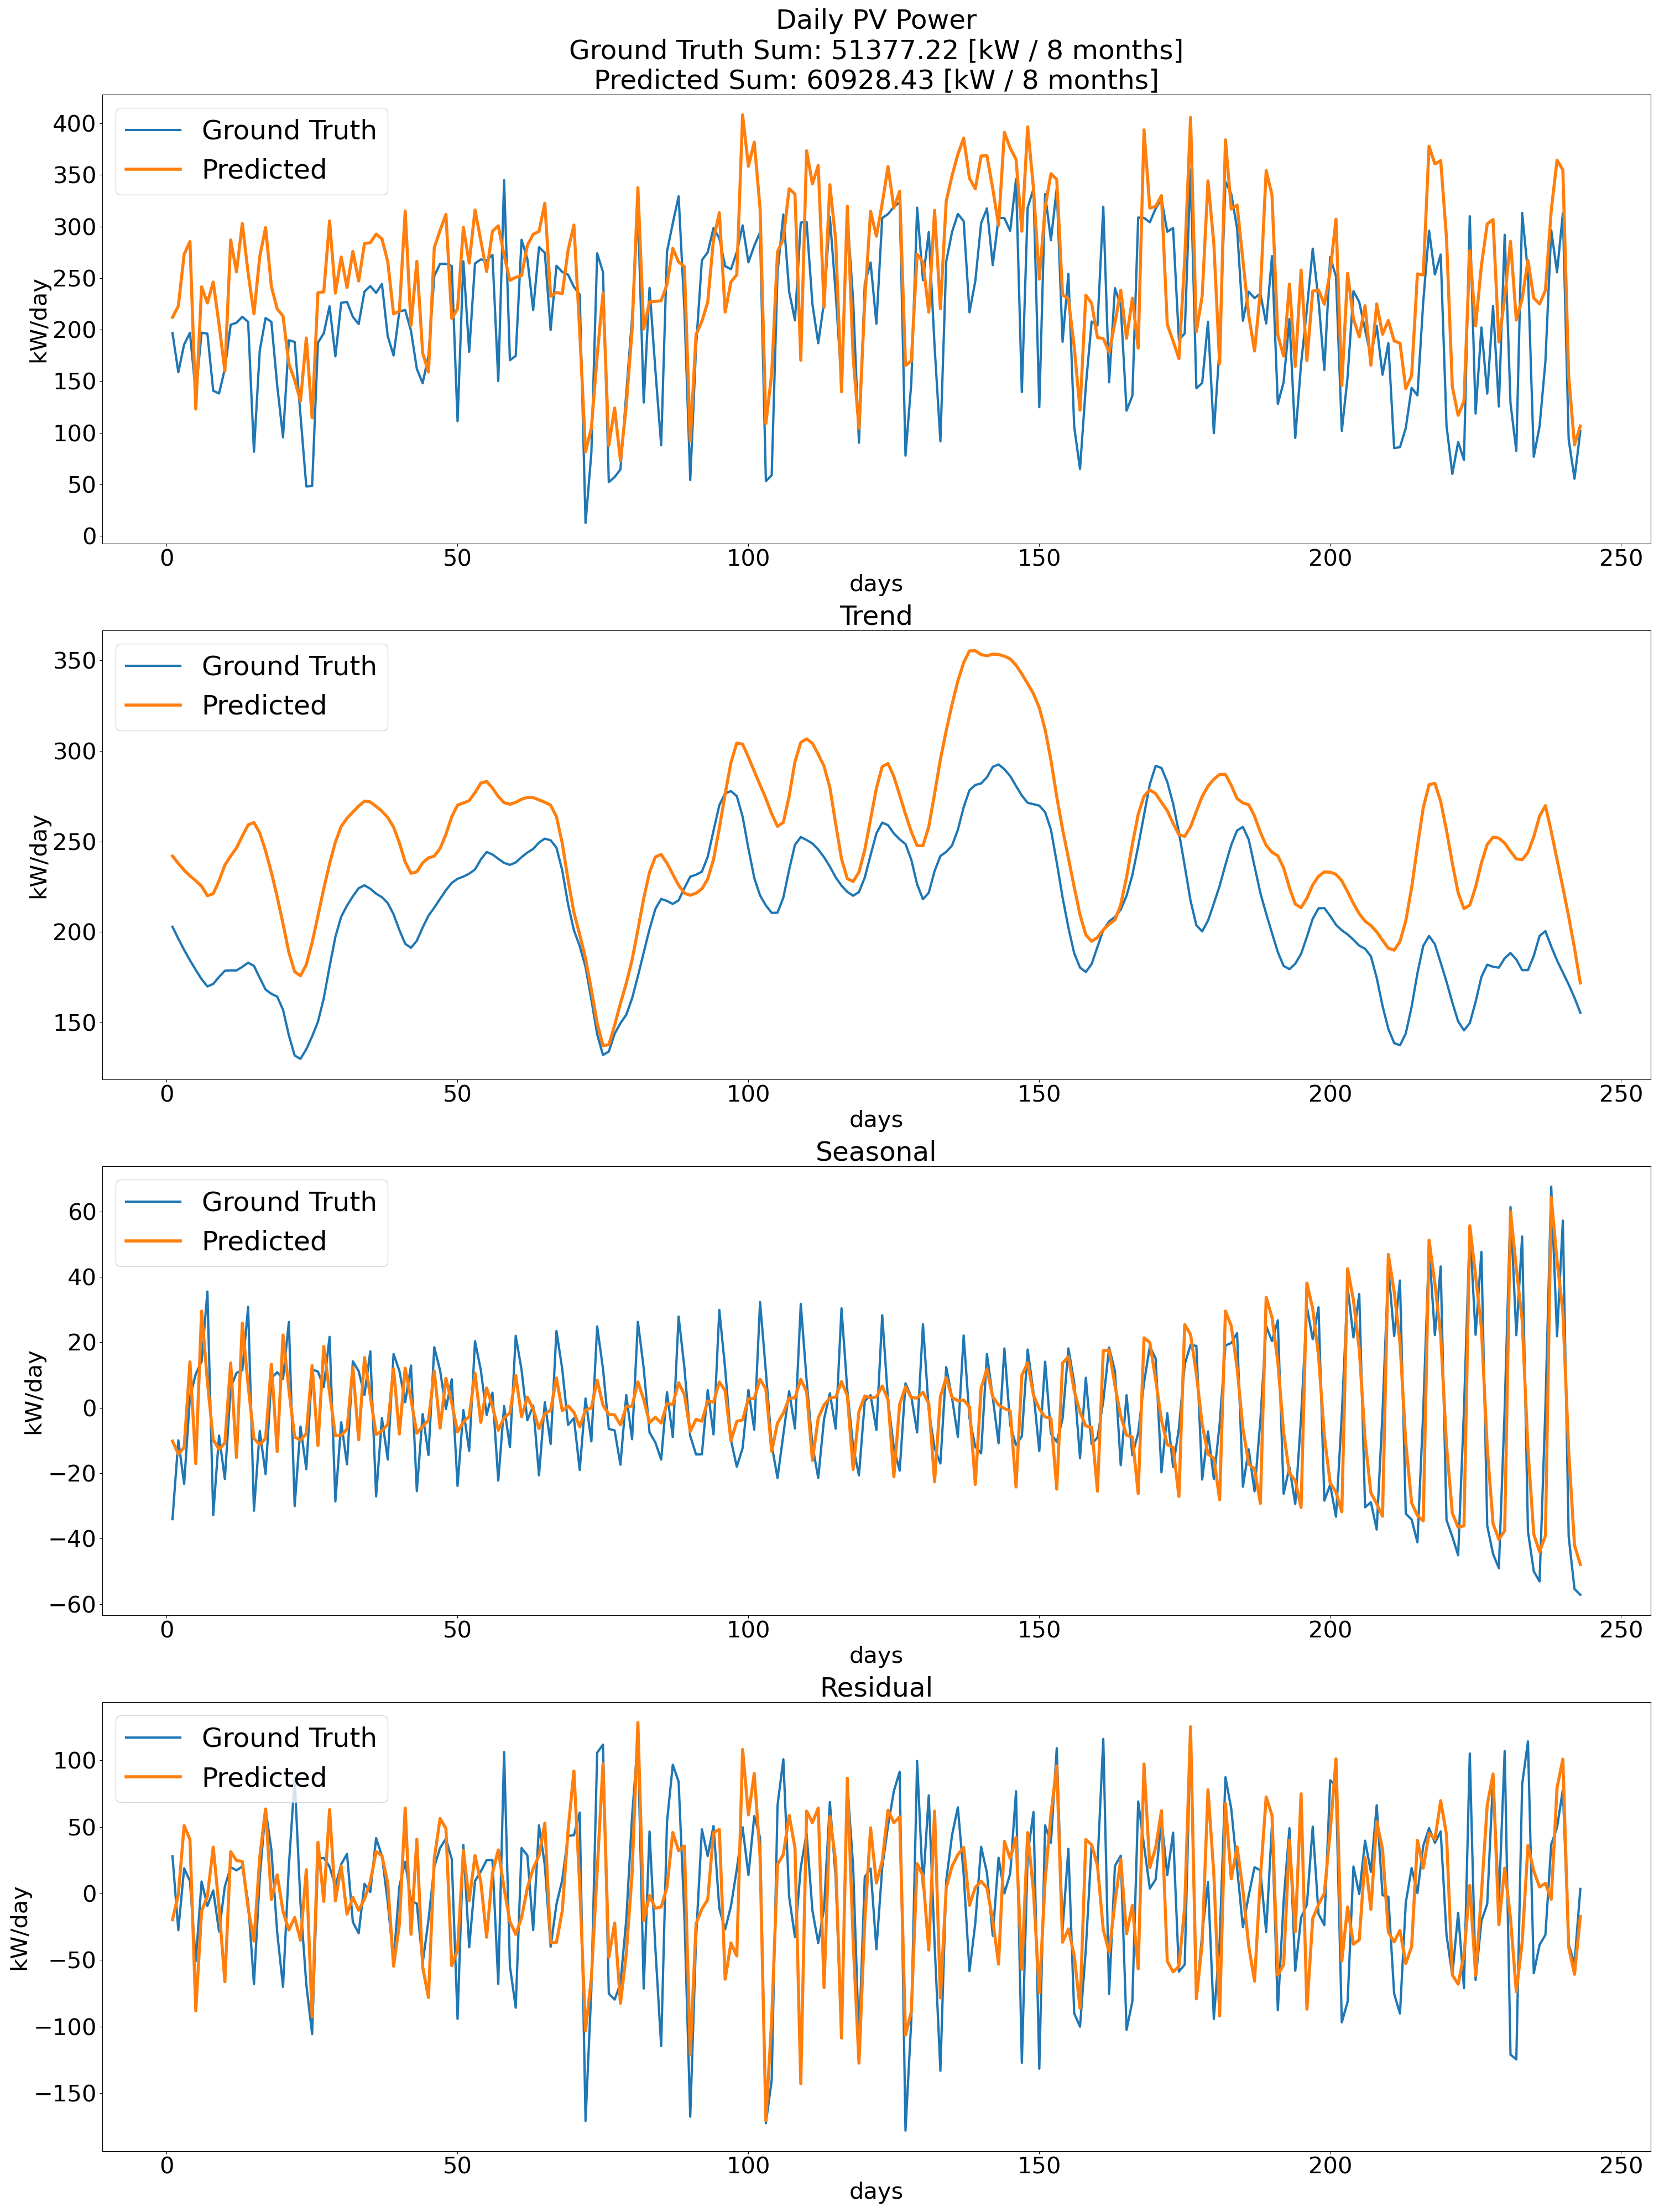 Daily PV Power
Ground Truth Sum: 51377.22 [kW / 8 months]
Predicted Sum: 60928.43 [kW / 8 months]
Ground Truth
Predicted
400
350
300
250
200
150
100
50
0
kW/day
0 50 100 150 200 250
days
Trend
Ground Truth
Predicted
350
300
250
200
150
kW/day
0 50 100 150 200 250
days
Seasonal
Ground Truth
Predicted
60
40
20
0
−20
−40
−60
kW/day
0 50 100 150 200 250
days
Residual
Ground Truth
Predicted
100
50
0
−50
−100
−150
kW/day
0 50 100 150 200 250
days